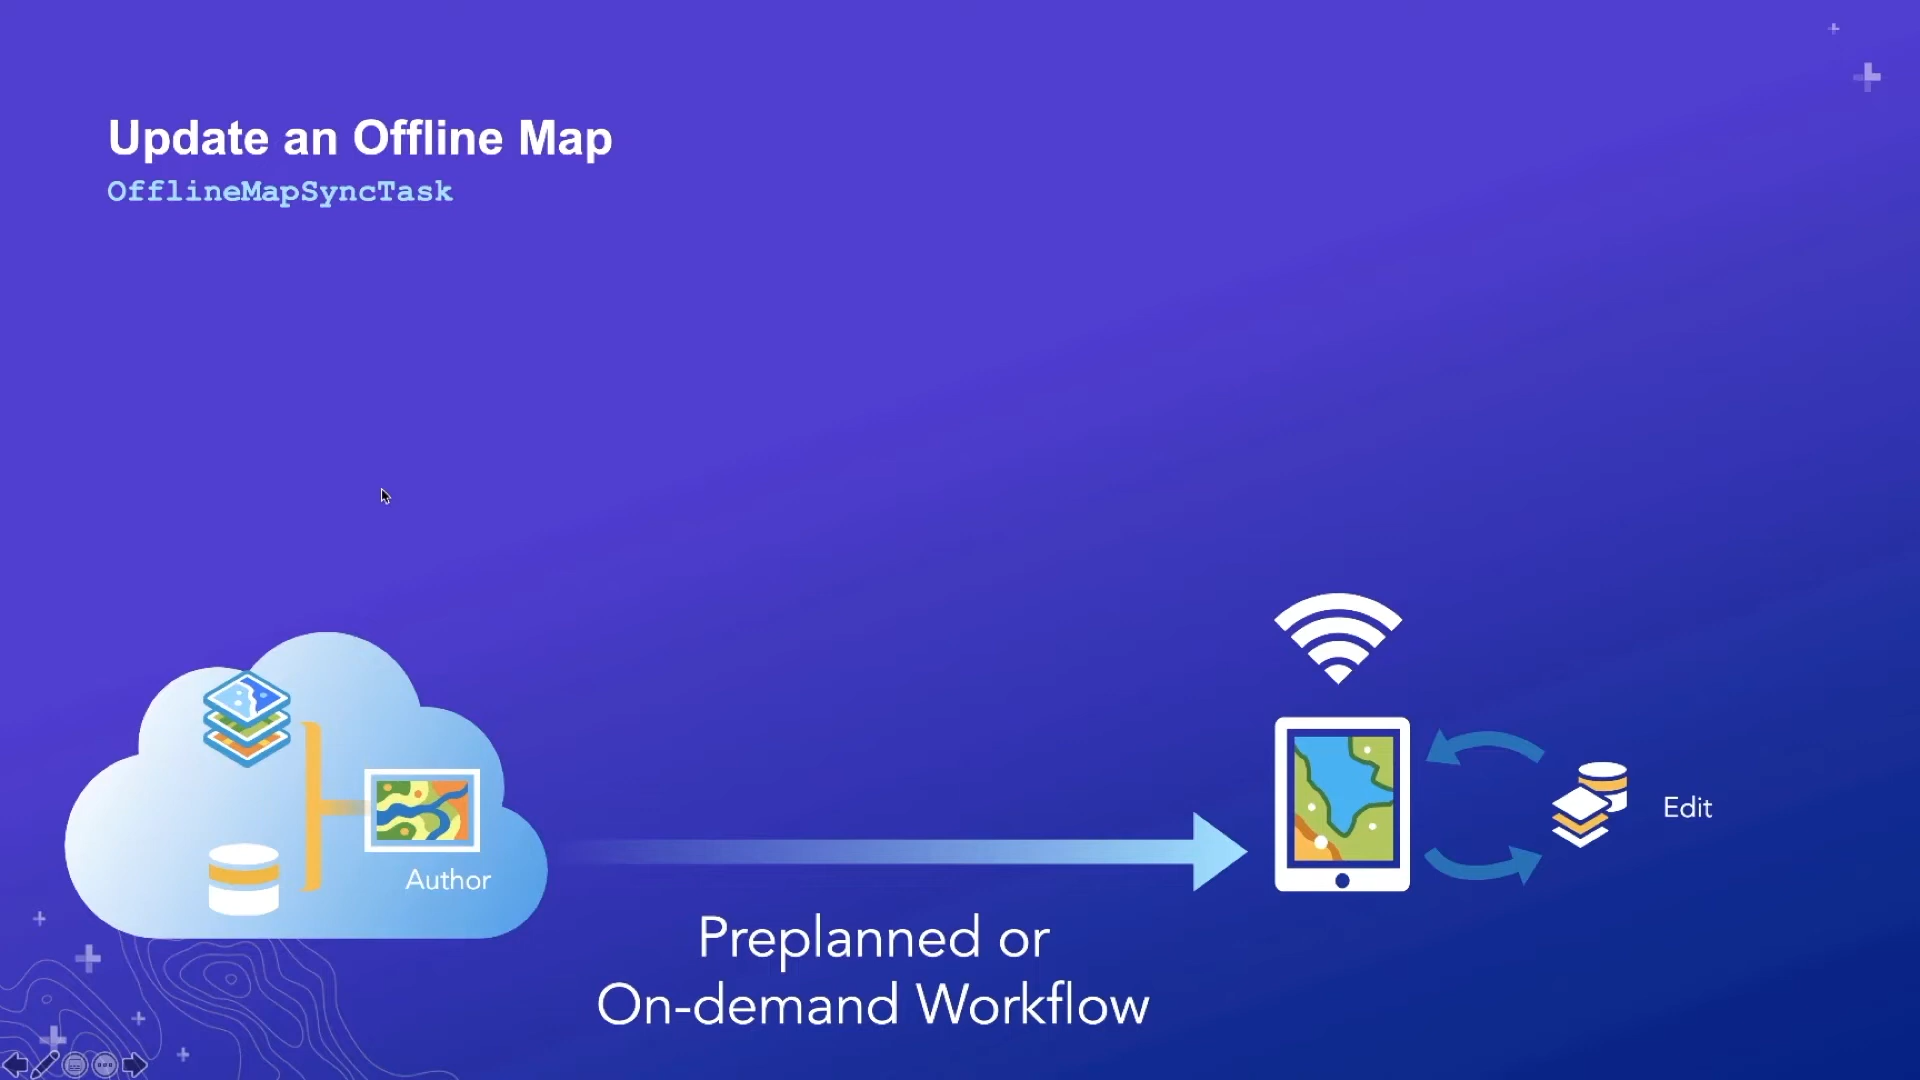 Update an Offline Map
OfflineMapSyncTask
Author
Edit
Preplanned or
On-demand Workflow